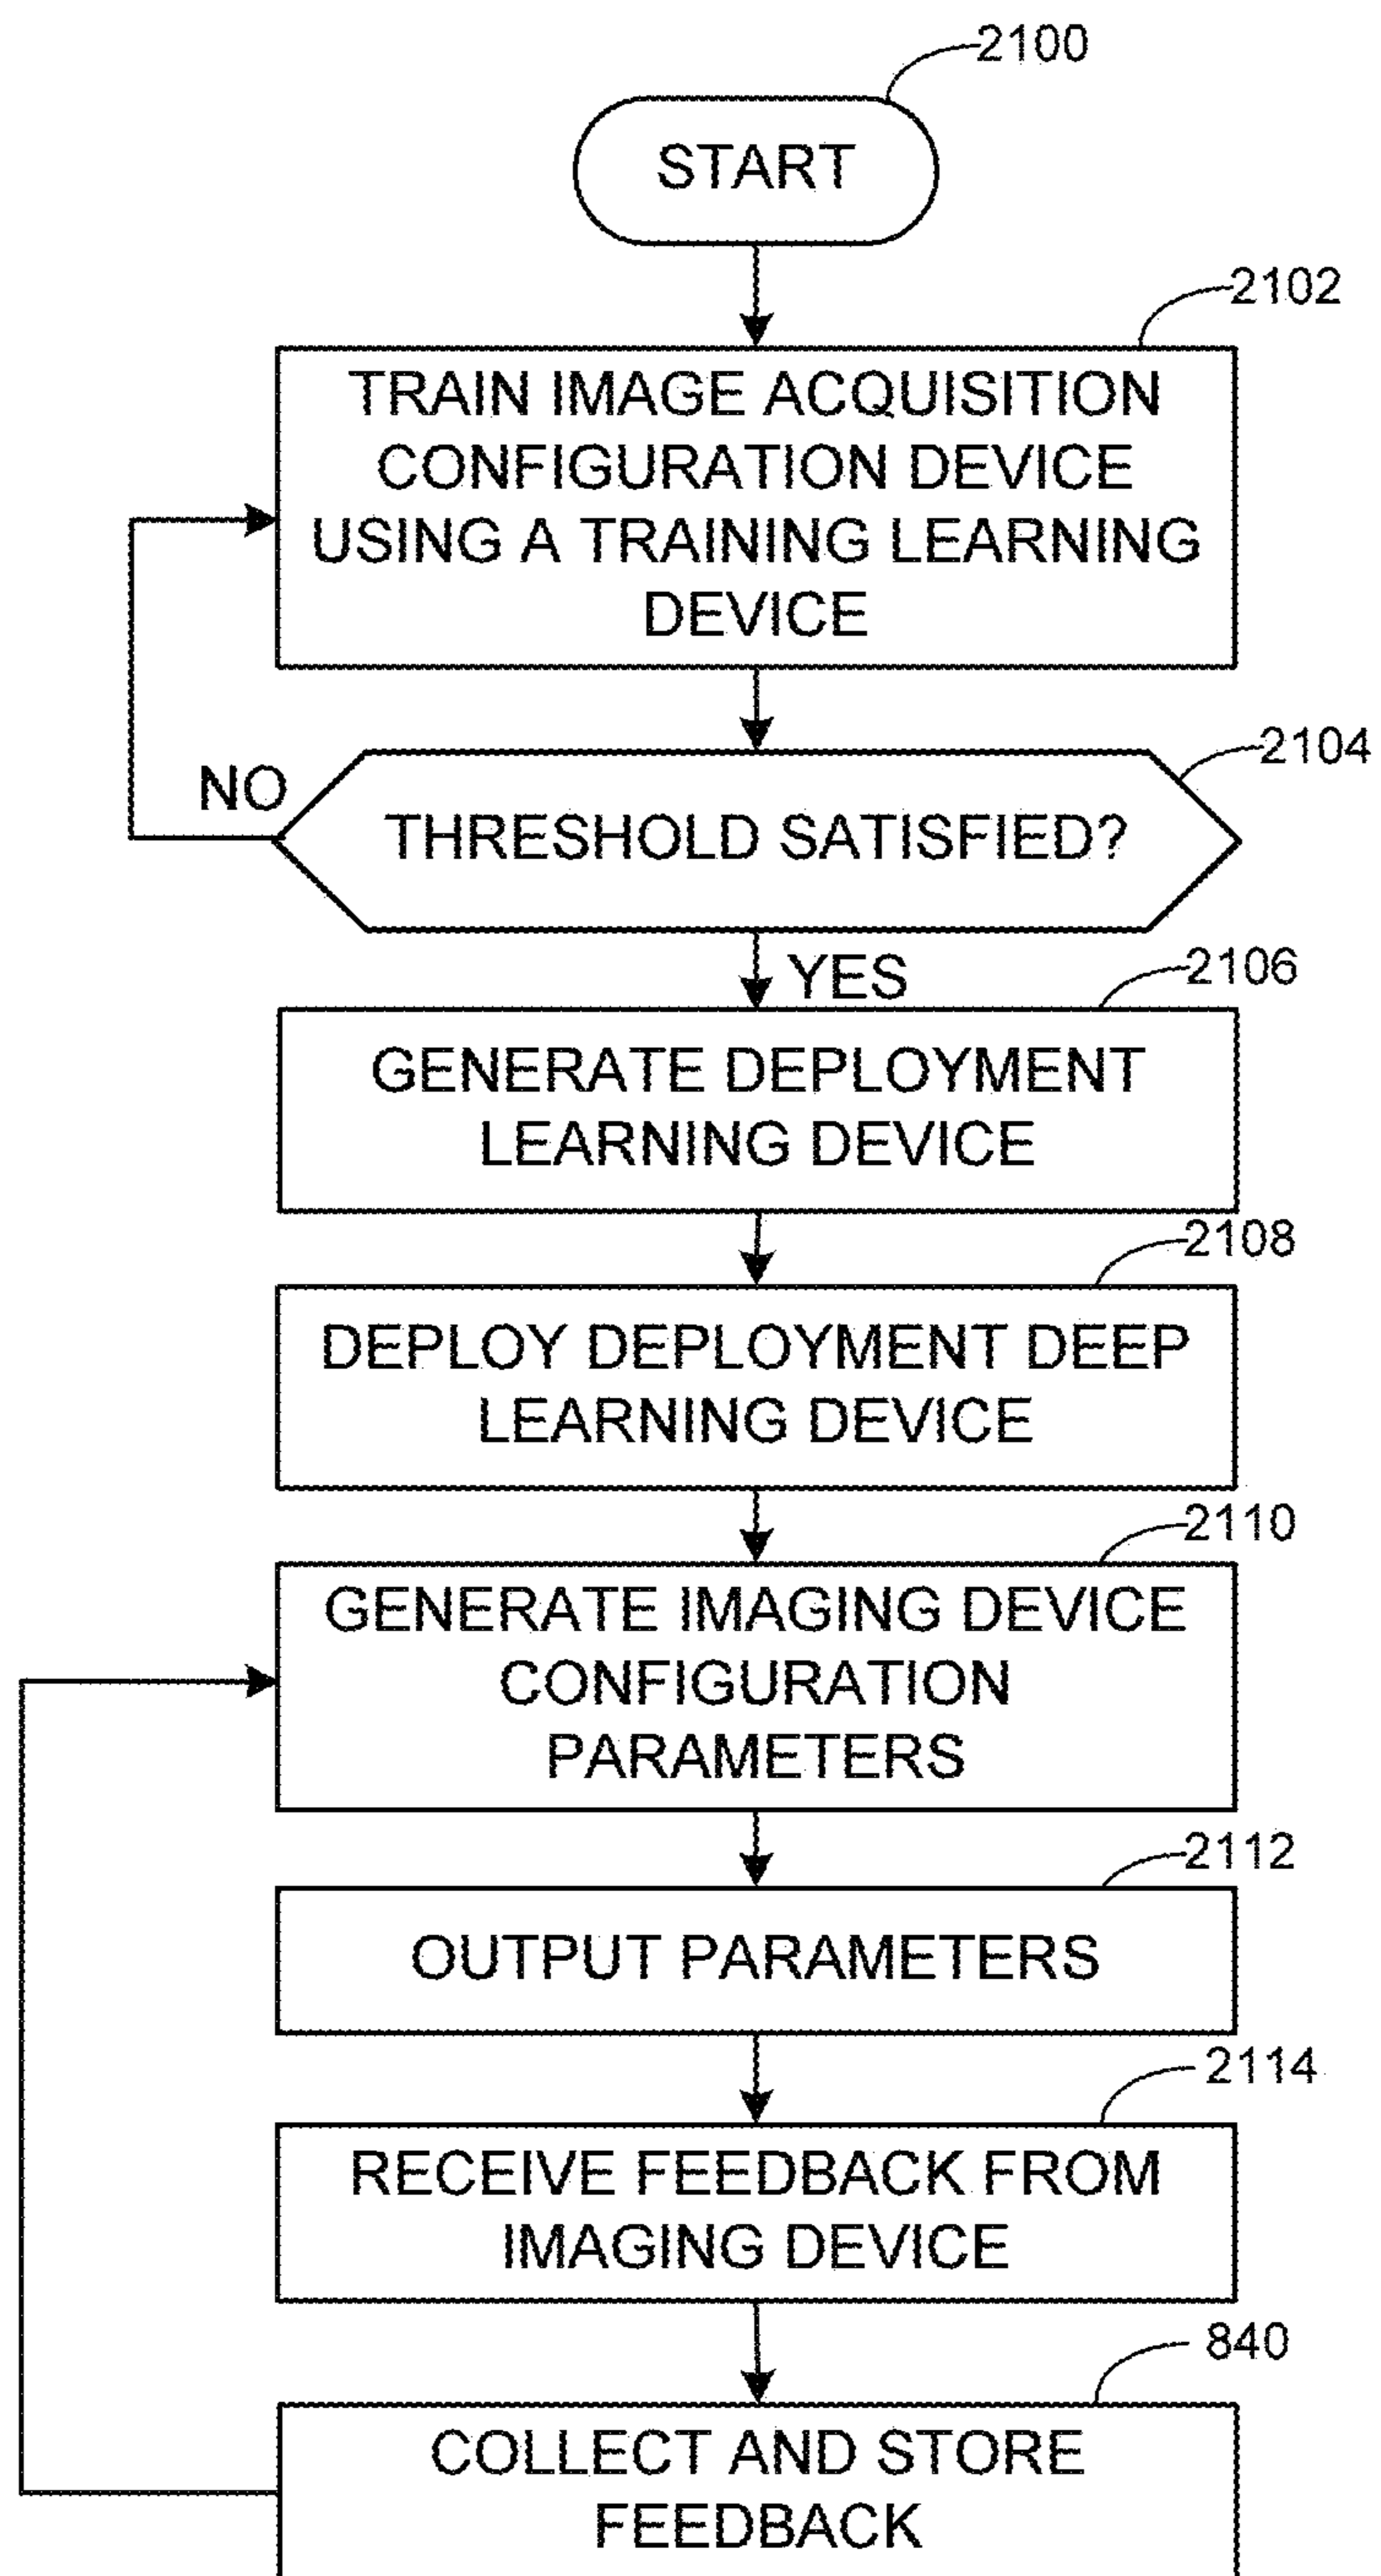 2100
START
2102
TRAIN IMAGE ACQUISITION
CONFIGURATION DEVICE
USING A TRAINING LEARNING
DEVICE
2104
NO
THRESHOLD SATISFIED?
YES
2106
GENERATE DEPLOYMENT
LEARNING DEVICE
2108
DEPLOY DEPLOYMENT DEEP
LEARNING DEVICE
2110
GENERATE IMAGING DEVICE
CONFIGURATION
PARAMETERS
2112
OUTPUT PARAMETERS
2114
RECEIVE FEEDBACK FROM
IMAGING DEVICE
840
COLLECT AND STORE
FEEDBACK